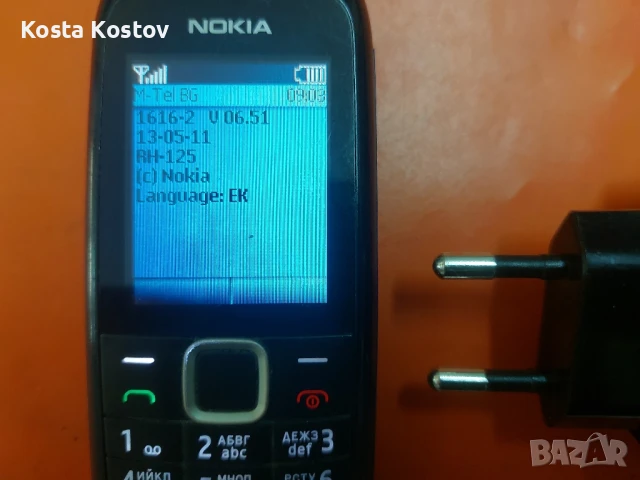 Kosta Kostov
NOKIA
M-Tel BG 09:03
1616-2 V 06.51
13-05-11
RH-125
(c) Nokia
Language: EK
1
2 АБВГ abc
ДЕЖЗ def 3
4 ИЙКЛ
МНОП
РСТУ 6
BAZAR